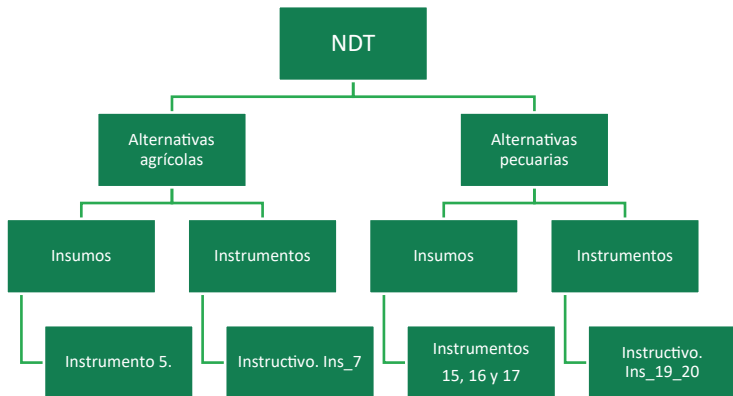 NDT
Alternativas
agrícolas
Alternativas
pecuarias
Insumos
Instrumentos
Insumos
Instrumentos
Instrumento 5.
Instructivo. Ins_7
Instrumentos
15, 16 y 17
Instructivo.
Ins_19_20